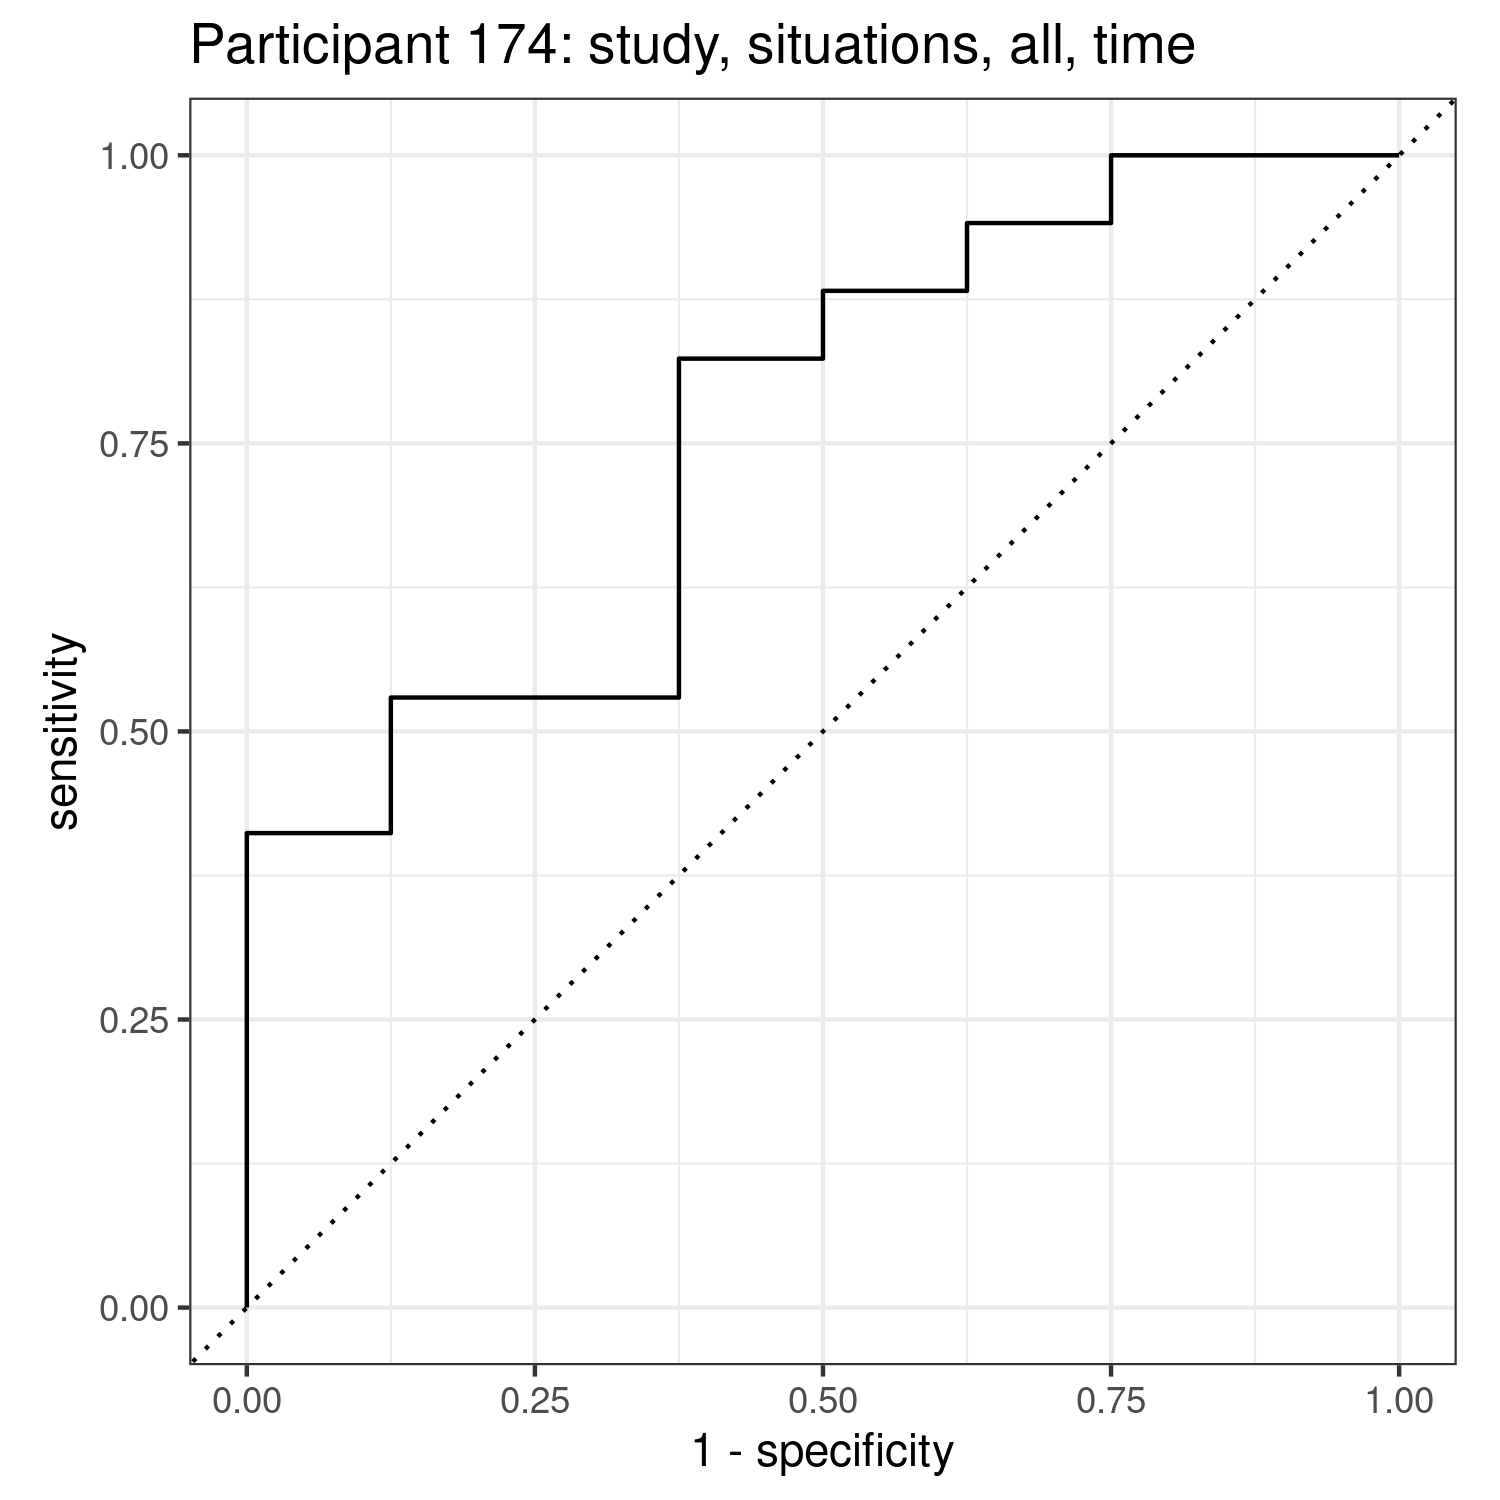 Participant 174: study, situations, all, time
1.00
0.75
0.50
0.25
0.00
sensitivity
0.00 0.25 0.50 0.75 1.00
1 - specificity